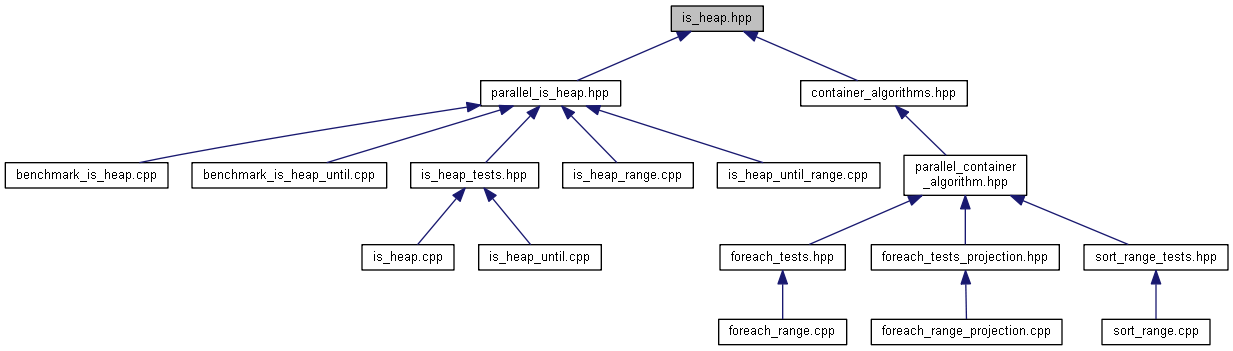 is_heap.hpp
parallel_is_heap.hpp
container_algorithms.hpp
benchmark_is_heap.cpp
benchmark_is_heap_until.cpp
is_heap_tests.hpp
is_heap_range.cpp
is_heap_until_range.cpp
parallel_container
_algorithm.hpp
is_heap.cpp
is_heap_until.cpp
foreach_tests.hpp
foreach_tests_projection.hpp
sort_range_tests.hpp
foreach_range.cpp
foreach_range_projection.cpp
sort_range.cpp